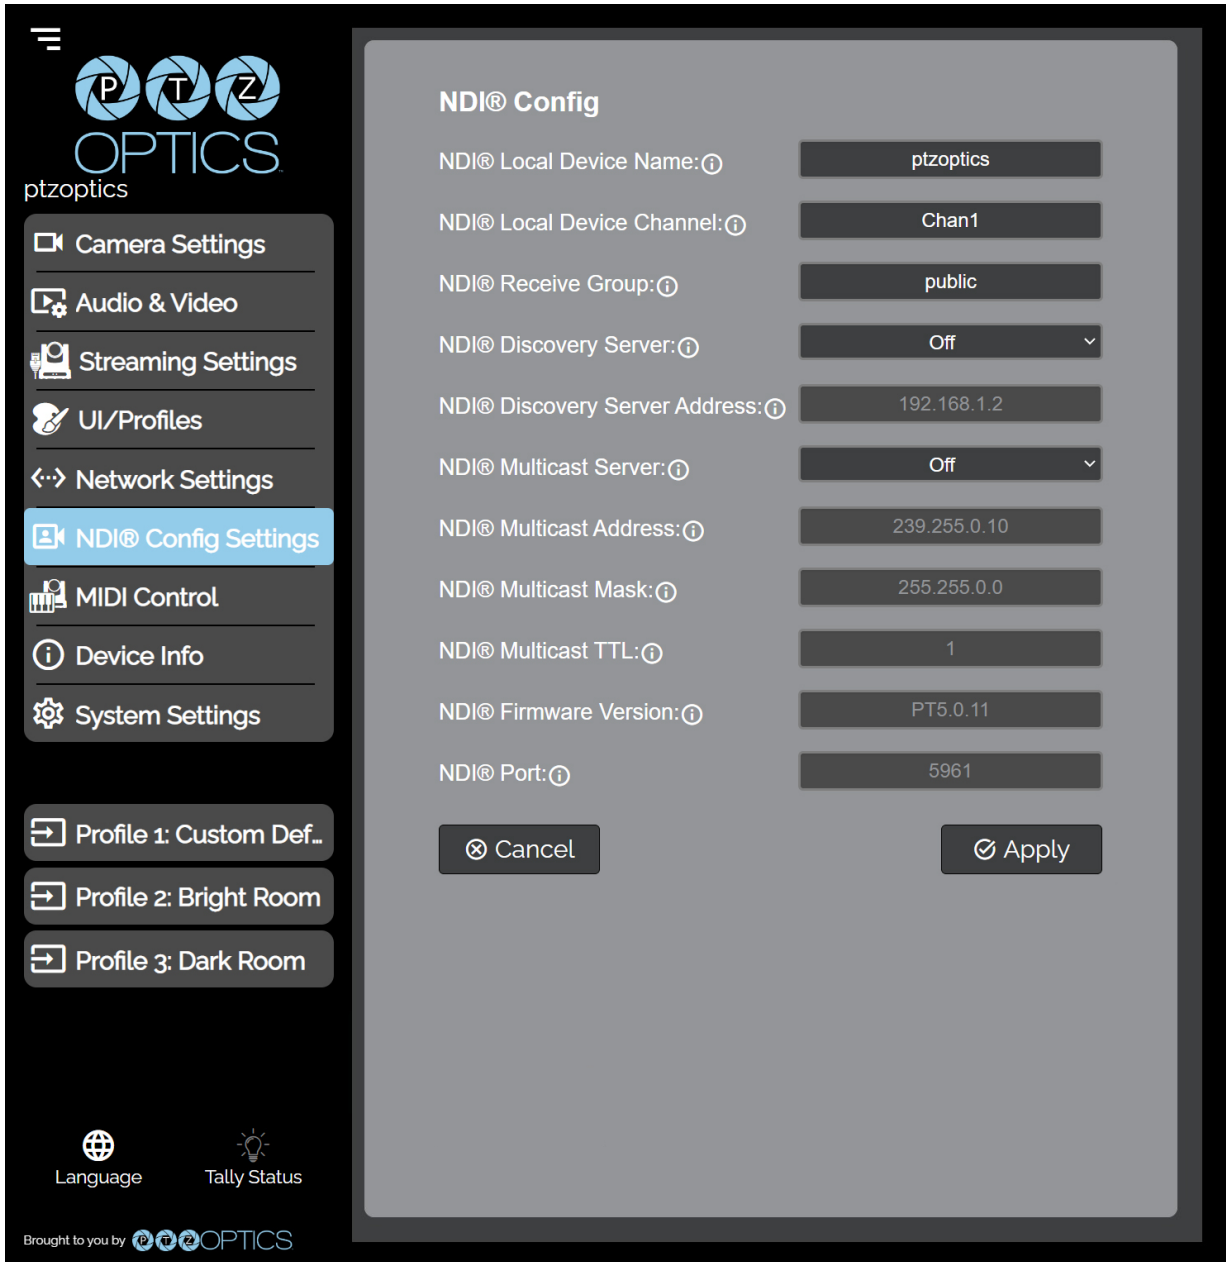 PTZ
OPTICS
ptzoptics
Camera Settings
Audio & Video
Streaming Settings
UI/Profiles
Network Settings
NDI® Config Settings
MIDI Control
Device Info
System Settings
Profile 1: Custom Def...
Profile 2: Bright Room
Profile 3: Dark Room
Language
Tally Status
Brought to you by PTZOPTICS
NDI® Config
NDI® Local Device Name: ptzoptics
NDI® Local Device Channel: Chan1
NDI® Receive Group: public
NDI® Discovery Server: Off
NDI® Discovery Server Address: 192.168.1.2
NDI® Multicast Server: Off
NDI® Multicast Address: 239.255.0.10
NDI® Multicast Mask: 255.255.0.0
NDI® Multicast TTL: 1
NDI® Firmware Version: PT5.0.11
NDI® Port: 5961
Cancel
Apply